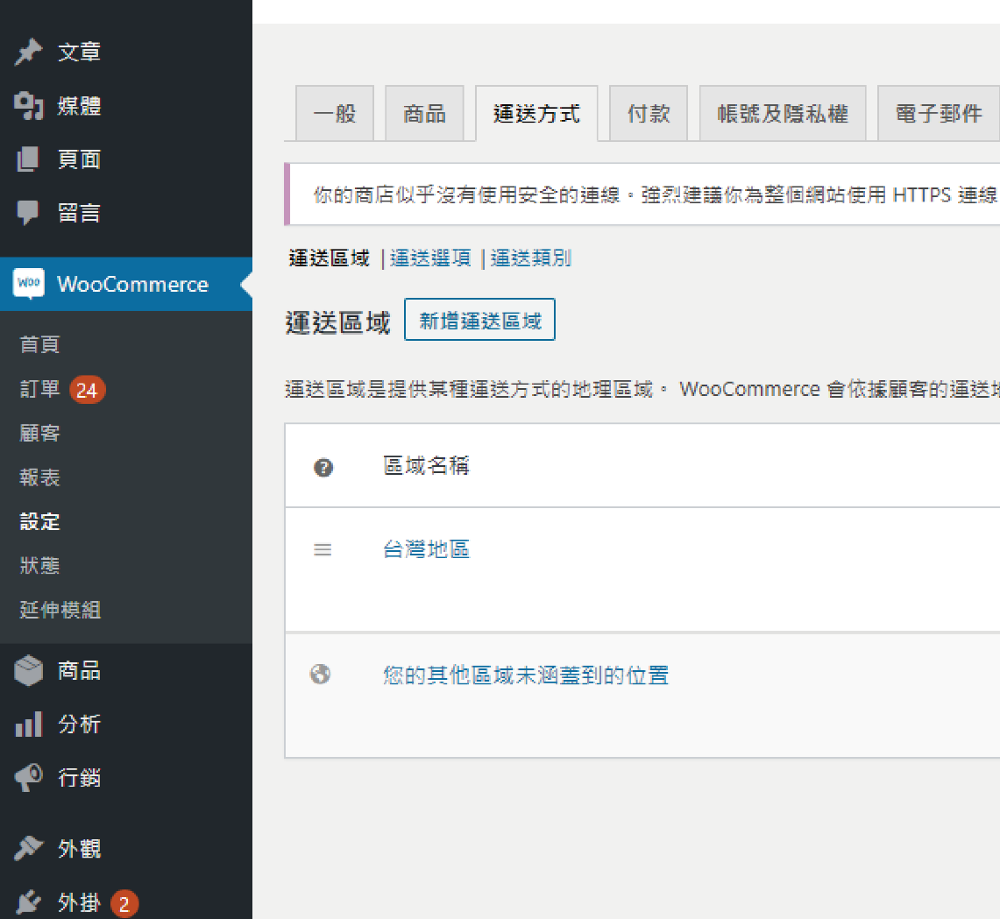 文章
媒體
頁面
留言
WOO WooCommerce
首頁
訂單 24
顧客
報表
設定
狀態
延伸模組
商品
分析
行銷
外觀
外掛 2
一般 商品 運送方式 付款 帳號及隱私權 電子郵件
你的商店似乎沒有使用安全的連線。強烈建議你為整個網站使用 HTTPS 連線
運送區域 | 運送選項 | 運送類別
運送區域 新增運送區域
運送區域是提供某種運送方式的地理區域。 WooCommerce 會依據顧客的運送地
? 區域名稱
台灣地區
您的其他區域未涵蓋到的位置